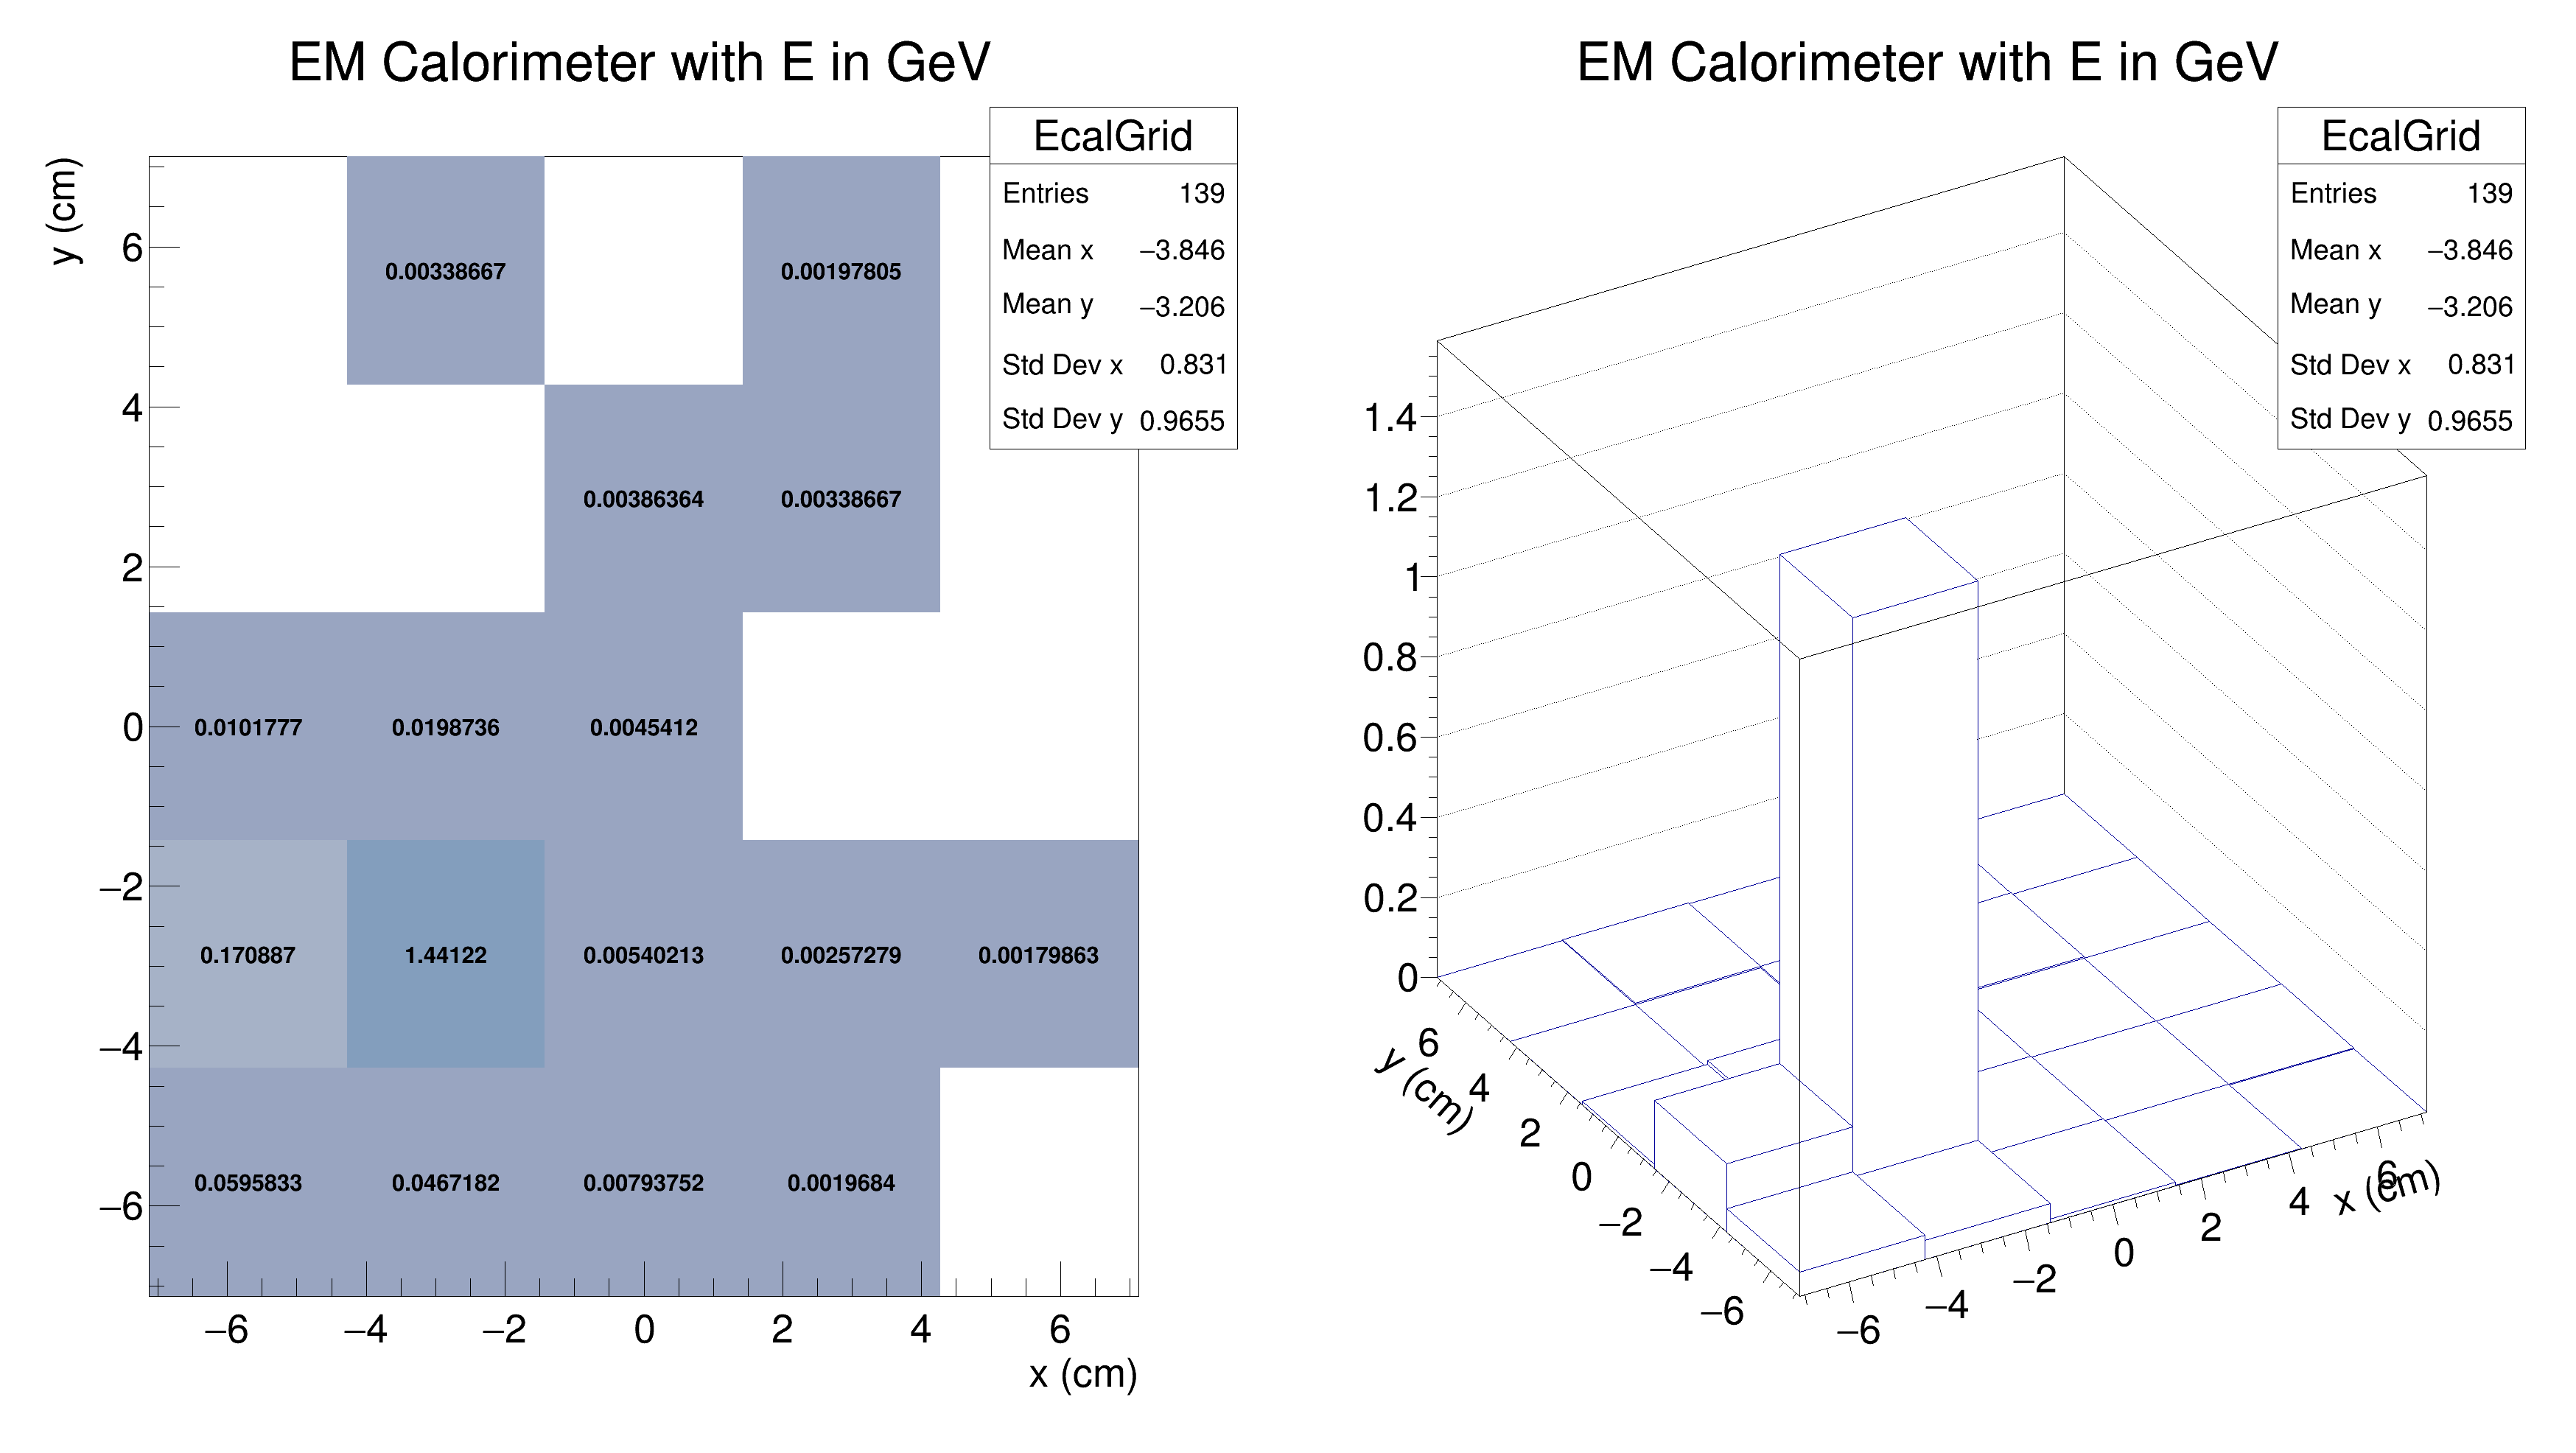 EM Calorimeter with E in GeV
EcalGrid
Entries 139
Mean x −3.846
Mean y −3.206
Std Dev x 0.831
Std Dev y 0.9655
y (cm)
6
4
2
0
−2
−4
−6
0.00338667 0.00197805
0.00386364 0.00338667
0.0101777 0.0198736 0.0045412
0.170887 1.44122 0.00540213 0.00257279 0.00179863
0.0595833 0.0467182 0.00793752 0.0019684
−6 −4 −2 0 2 4 6
x (cm)
EM Calorimeter with E in GeV
EcalGrid
Entries 139
Mean x −3.846
Mean y −3.206
Std Dev x 0.831
Std Dev y 0.9655
1.4
1.2
1
0.8
0.6
0.4
0.2
0
y (cm)
6
4
2
0
−2
−4
−6
−6 −4 −2 0 2 4 6
x (cm)